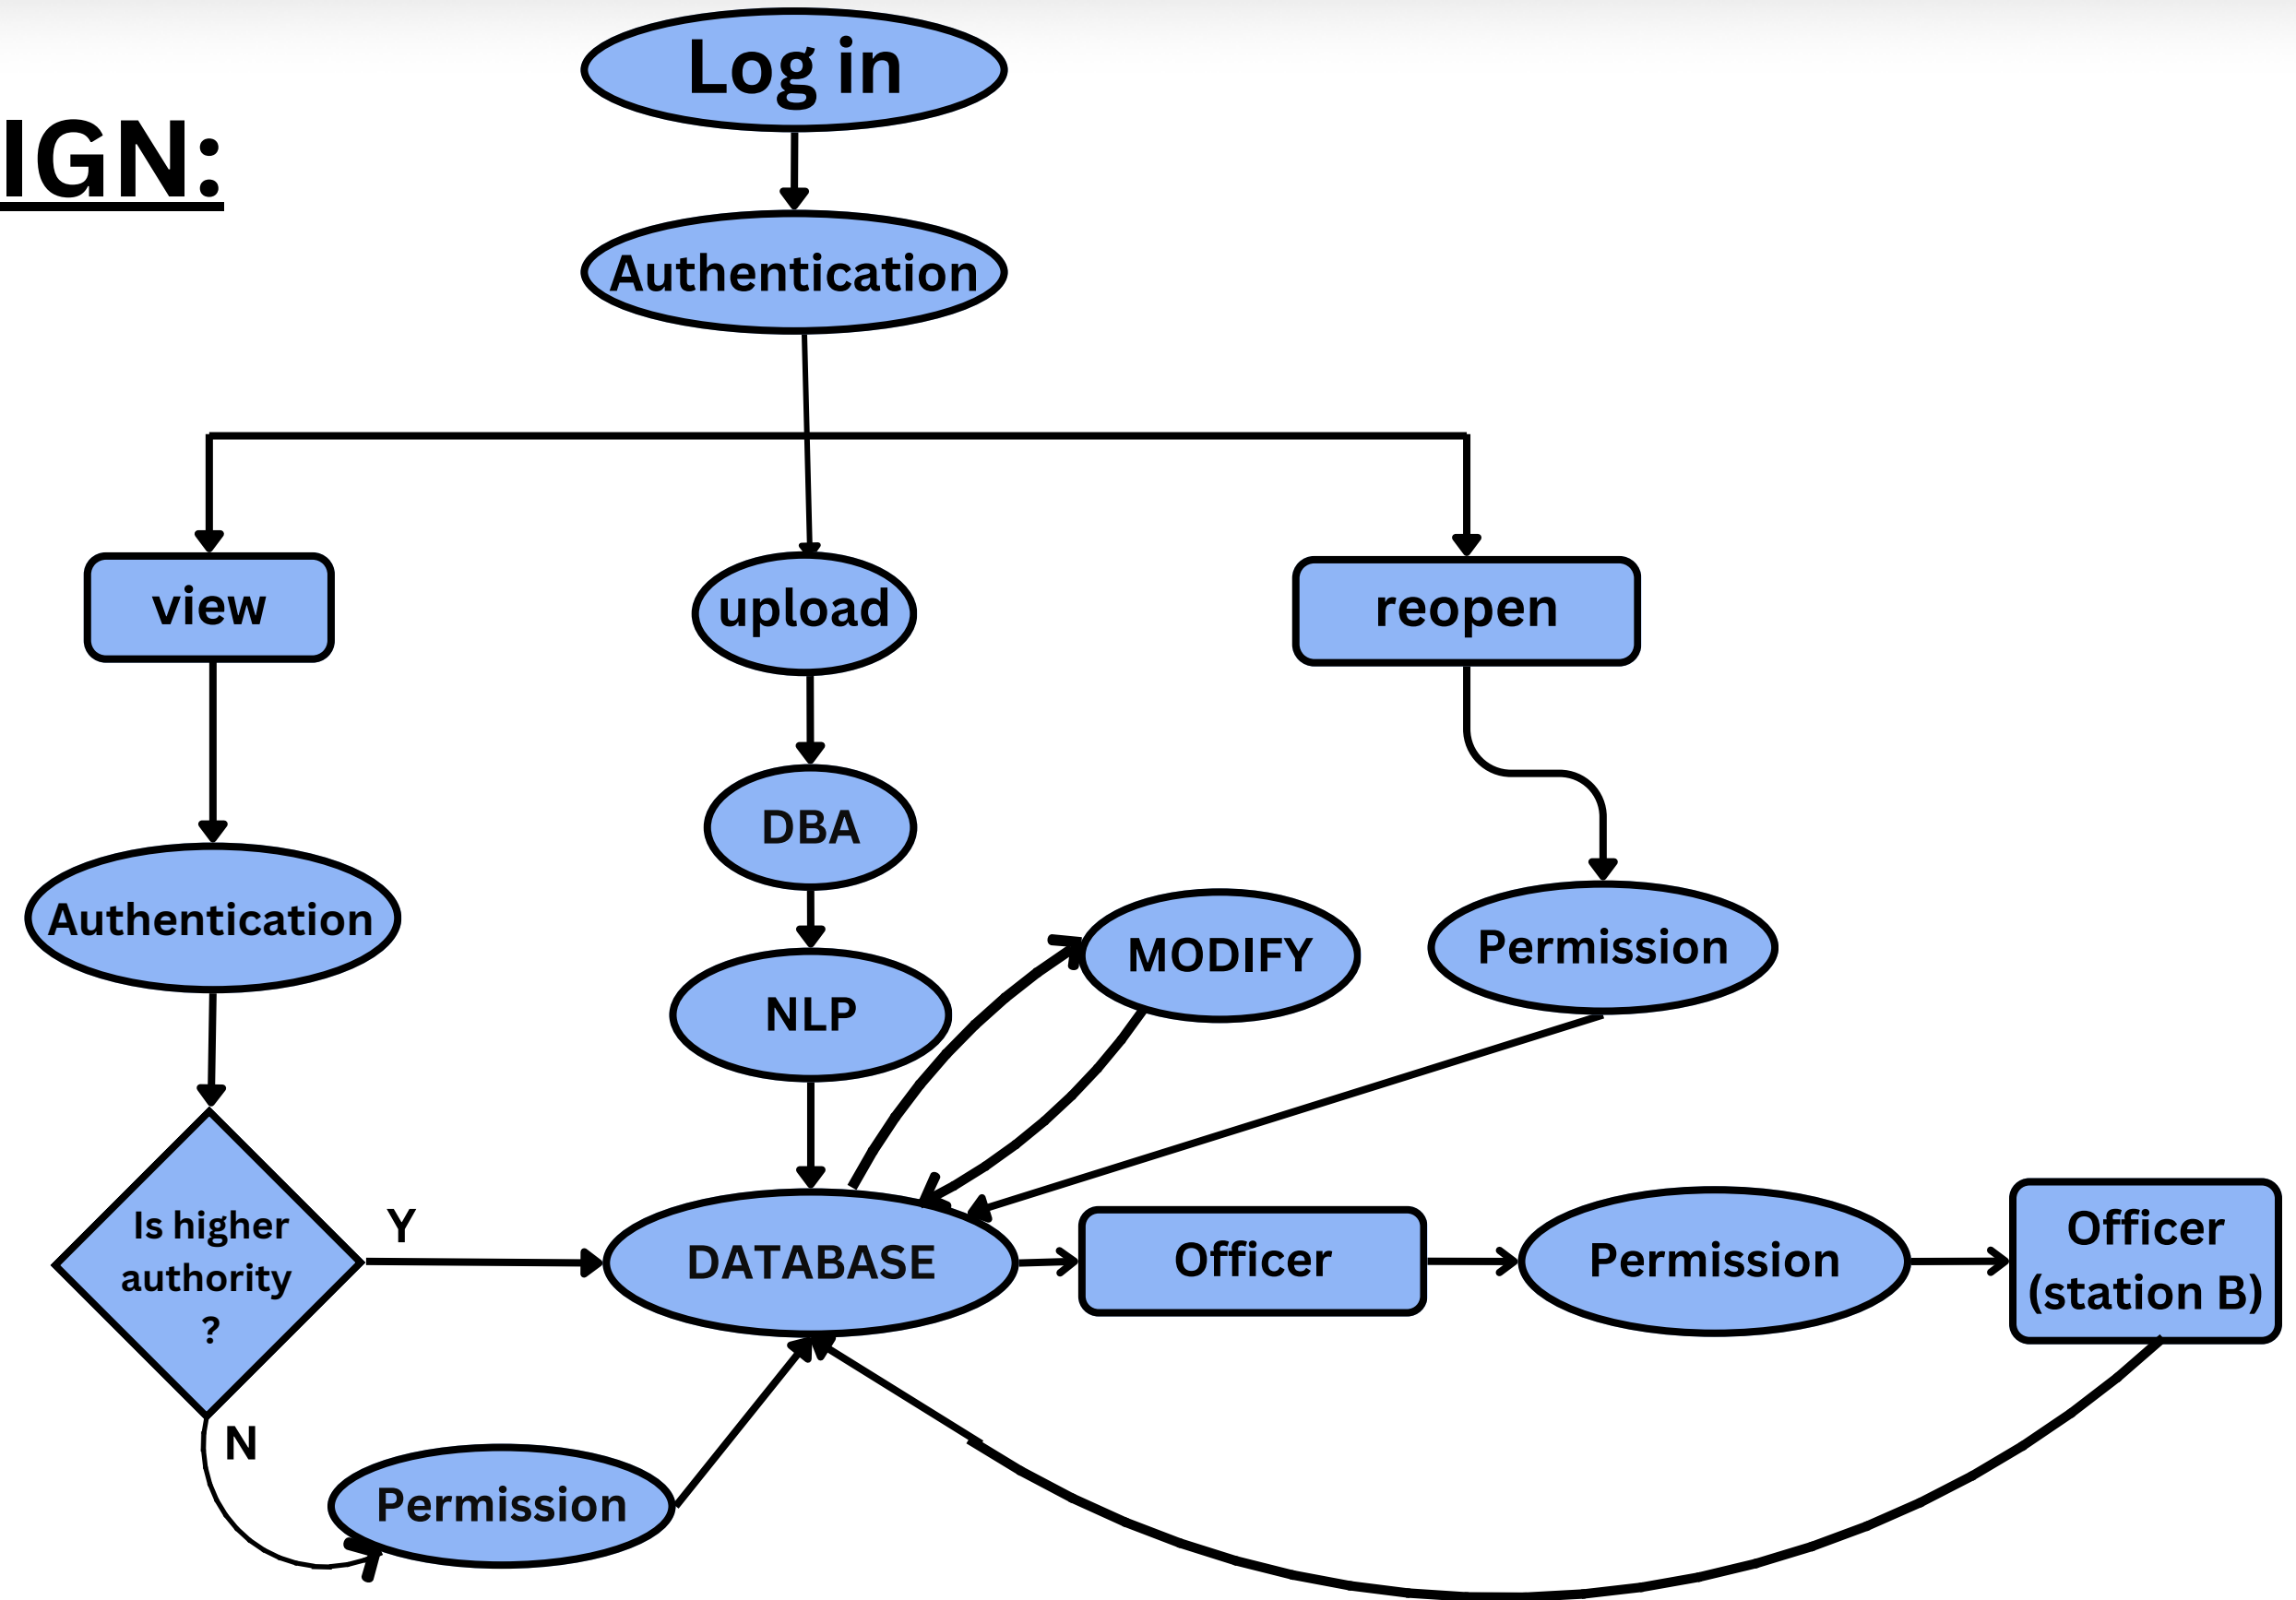 Log in
IGN:
Authentication
view
upload
reopen
DBA
Authentication
NLP
MODIFY
Permission
Is higher
authority
?
Y
DATABASE
Officer
Permission
Officer
(station B)
N
Permission